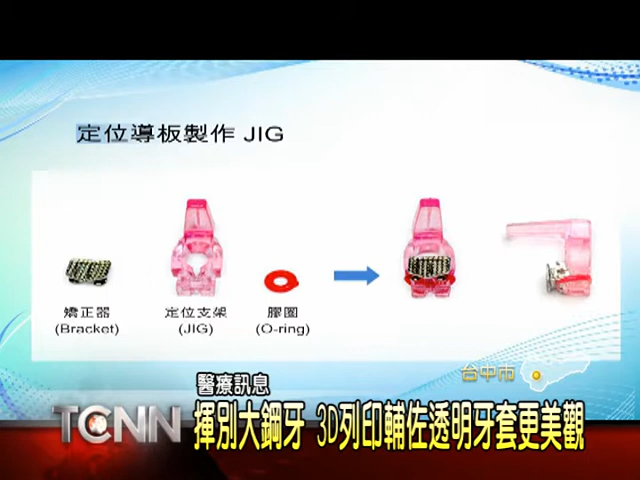 定位導板製作 JIG
矯正器
(Bracket)
定位支架
(JIG)
膠圈
(O-ring)
台中市
醫療訊息
TCNN
揮別大鋼牙 3D列印輔佐透明牙套更美觀